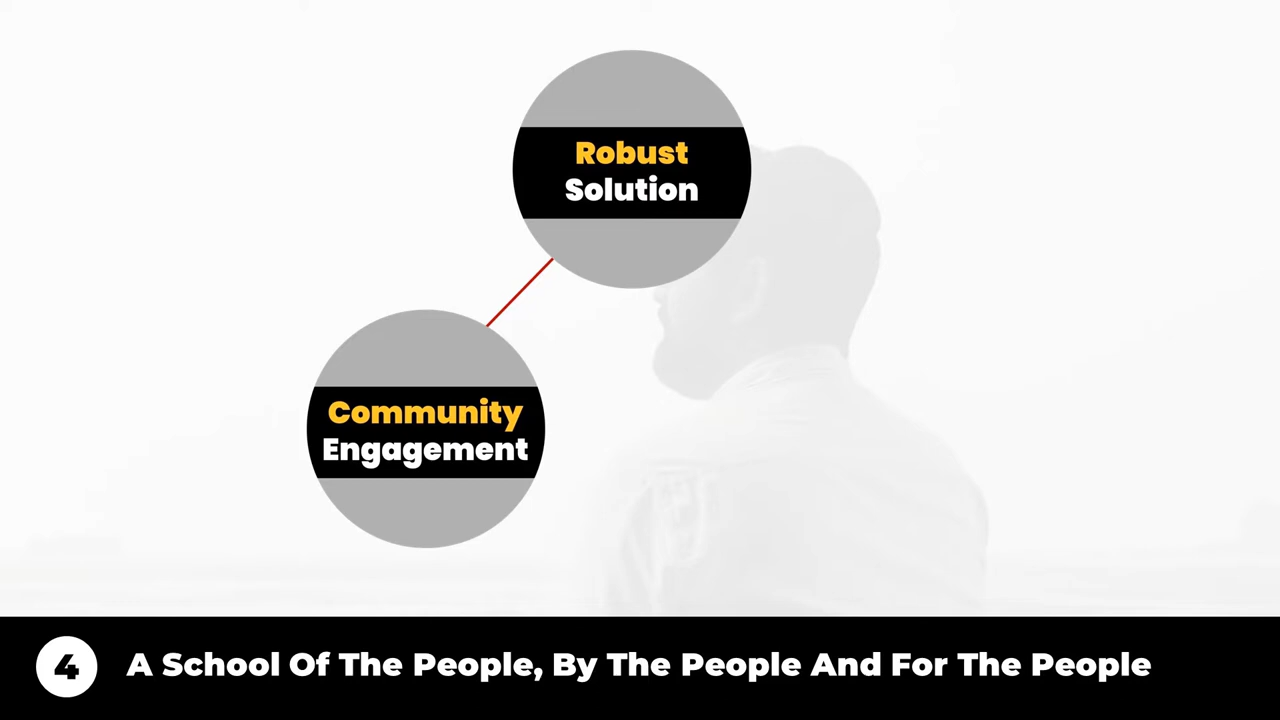 Robust
Solution
Community
Engagement
4
A School Of The People, By The People And For The People